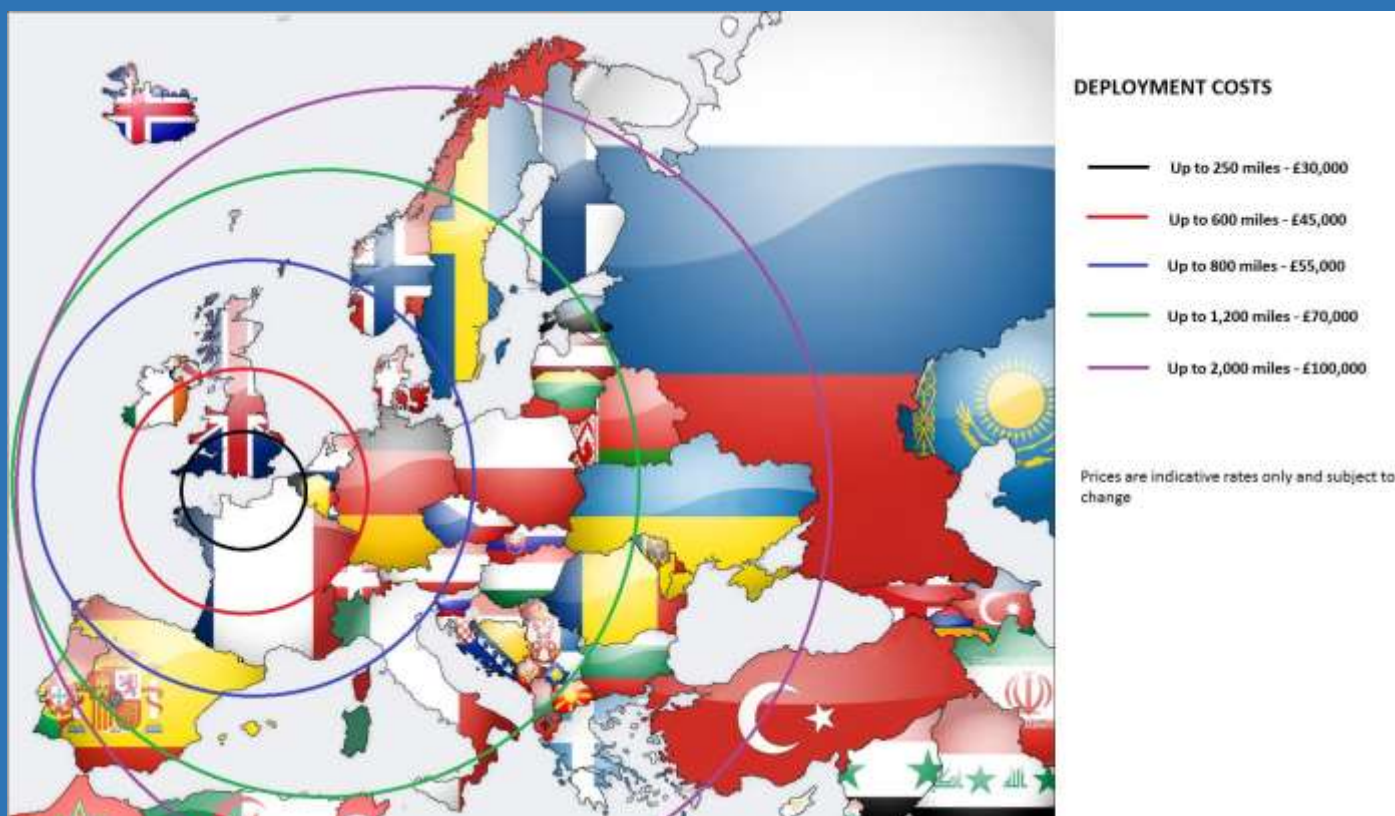 DEPLOYMENT COSTS
Up to 250 miles - £30,000
Up to 600 miles - £45,000
Up to 800 miles - £55,000
Up to 1,200 miles - £70,000
Up to 2,000 miles - £100,000
Prices are indicative rates only and subject to
change